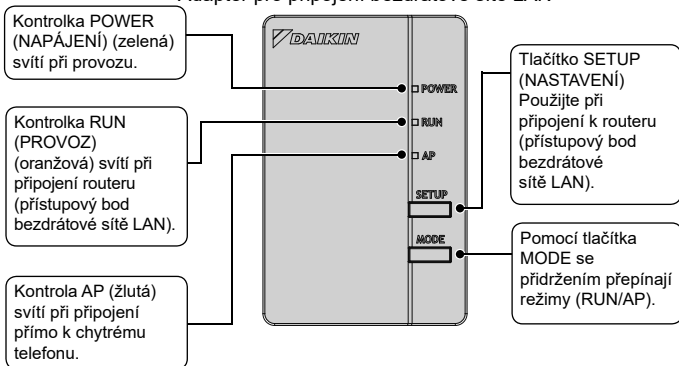 Adaptér pro připojení bezdrátové sítě LAN
Kontrolka POWER
(NAPÁJENÍ) (zelená)
svítí při provozu.
Kontrolka RUN
(PROVOZ)
(oranžová) svítí při
připojení routeru
(přístupový bod
bezdrátové sítě LAN).
Kontrola AP (žlutá)
svítí při připojení
přímo k chytrému
telefonu.
DAIKIN
POWER
RUN
AP
SETUP
MODE
Tlačítko SETUP
(NASTAVENÍ)
Použijte při
připojení k routeru
(přístupový bod
bezdrátové
sítě LAN).
Pomocí tlačítka
MODE se
přidržením přepínají
režimy (RUN/AP).